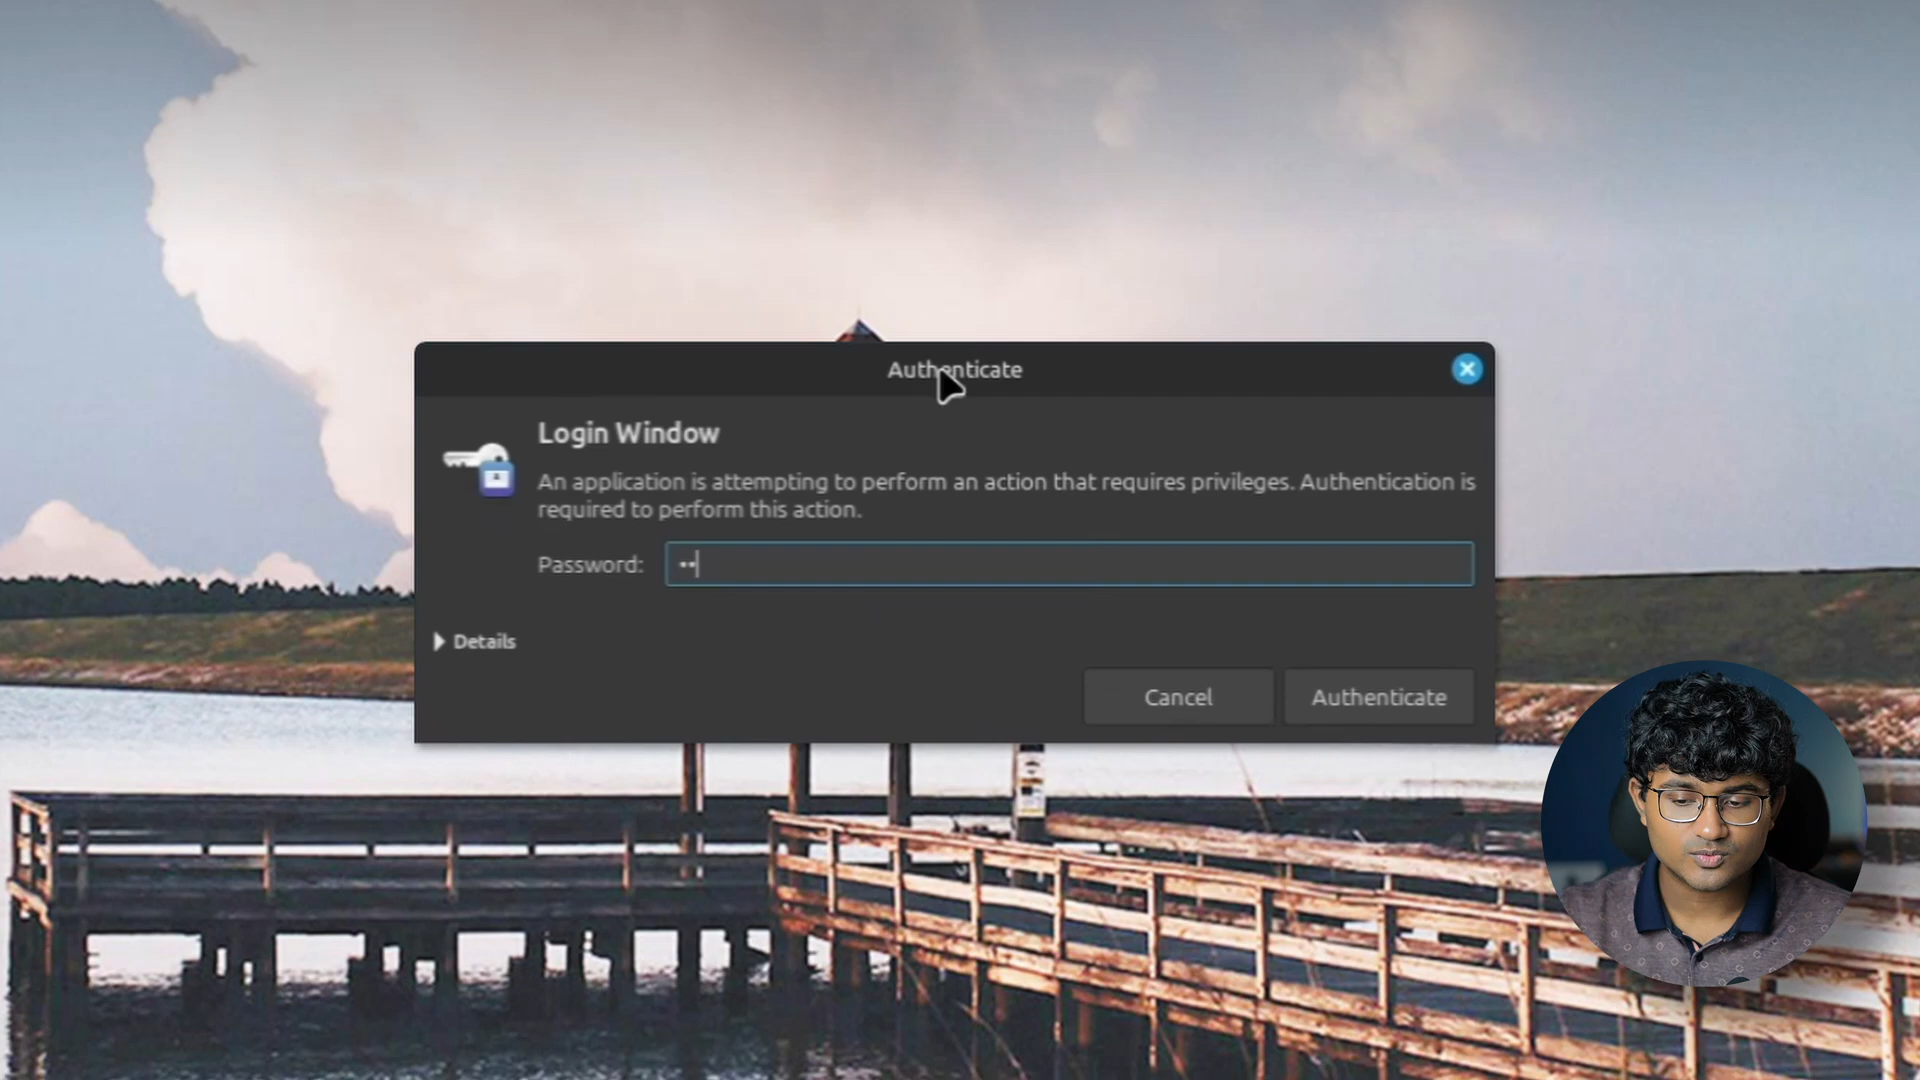 Authenticate
Login Window
An application is attempting to perform an action that requires privileges. Authentication is
required to perform this action.
Password: ••
Details
Cancel
Authenticate